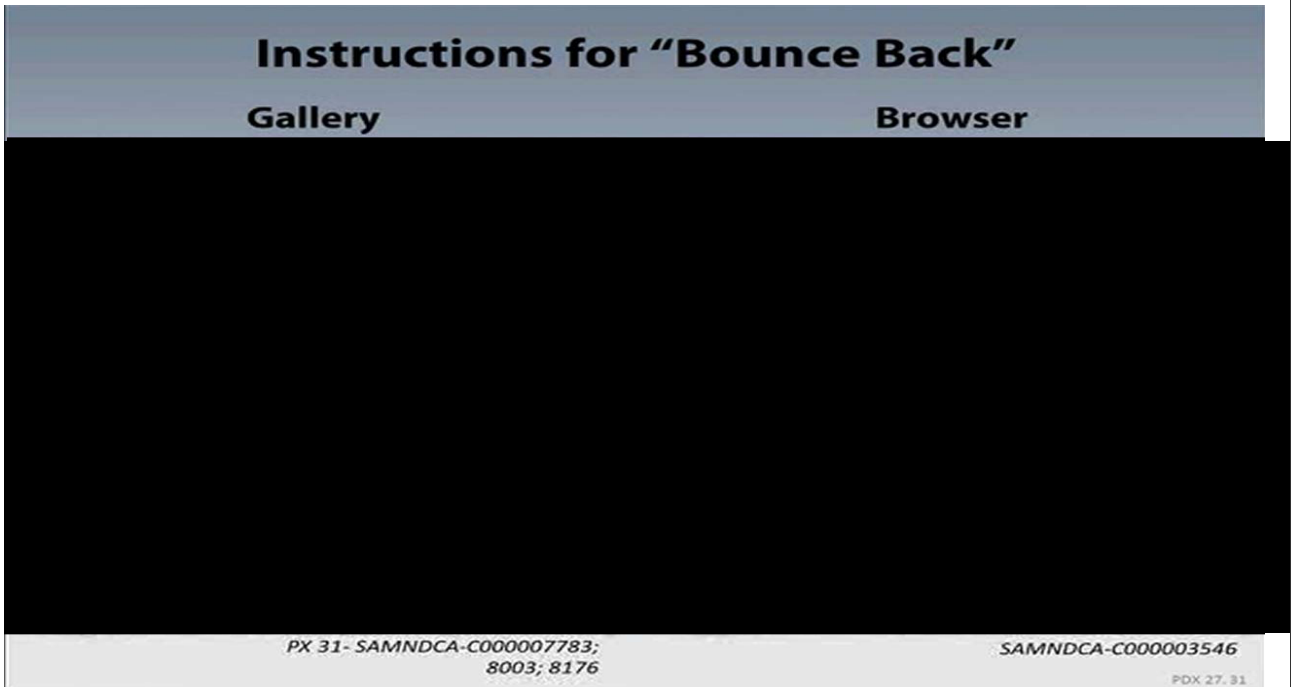 Instructions for “Bounce Back”
Gallery
Browser
PX 31- SAMNDCA-C000007783;
8003; 8176
SAMNDCA-C000003546
PDX 27.31